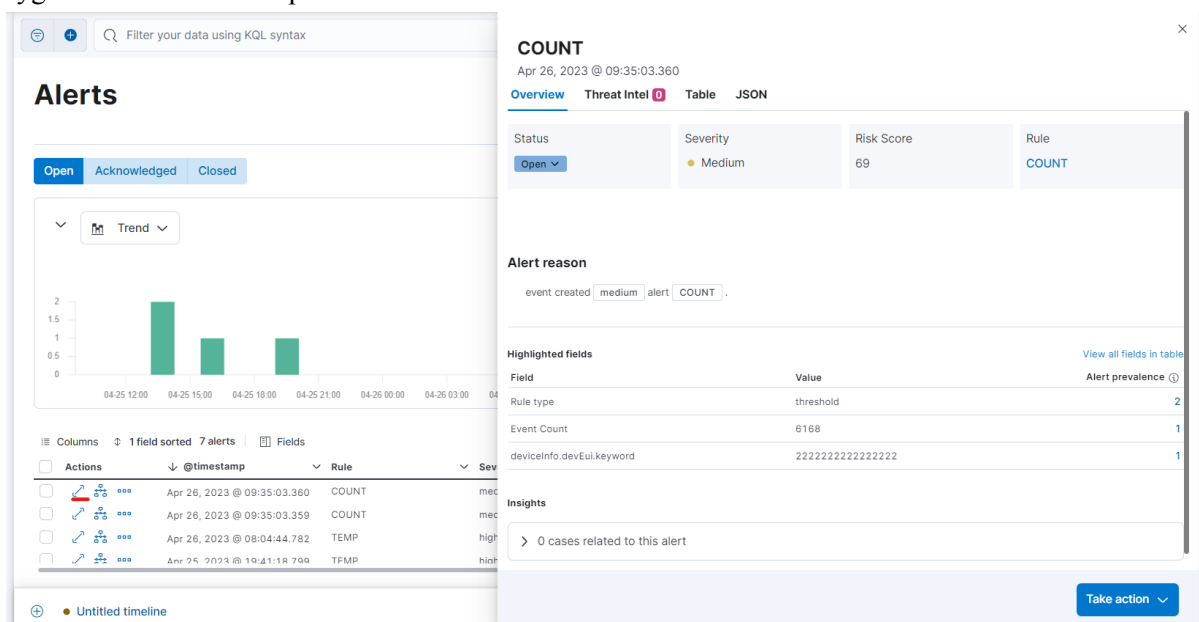 Filter your data using KQL syntax
Alerts
Open Acknowledged Closed
Trend
2
1.5
1
0.5
0
04-25 12:00 04-25 15:00 04-25 18:00 04-25 21:00 04-26 00:00 04-26 03:00 04
Columns 1 field sorted 7 alerts Fields
Actions @timestamp Rule Sev
Apr 26, 2023 @ 09:35:03.360 COUNT med
Apr 26, 2023 @ 09:35:03.359 COUNT med
Apr 26, 2023 @ 08:04:44.782 TEMP high
Apr 25, 2023 @ 19:41:18.799 TEMP high
Untitled timeline
COUNT
Apr 26, 2023 @ 09:35:03.360
Overview Threat Intel 0 Table JSON
Status Severity Risk Score Rule
Open Medium 69 COUNT
Alert reason
event created medium alert COUNT .
Highlighted fields View all fields in table
Field Value Alert prevalence
Rule type threshold 2
Event Count 6168 1
deviceInfo.devEui.keyword 2222222222222222 1
Insights
0 cases related to this alert
Take action